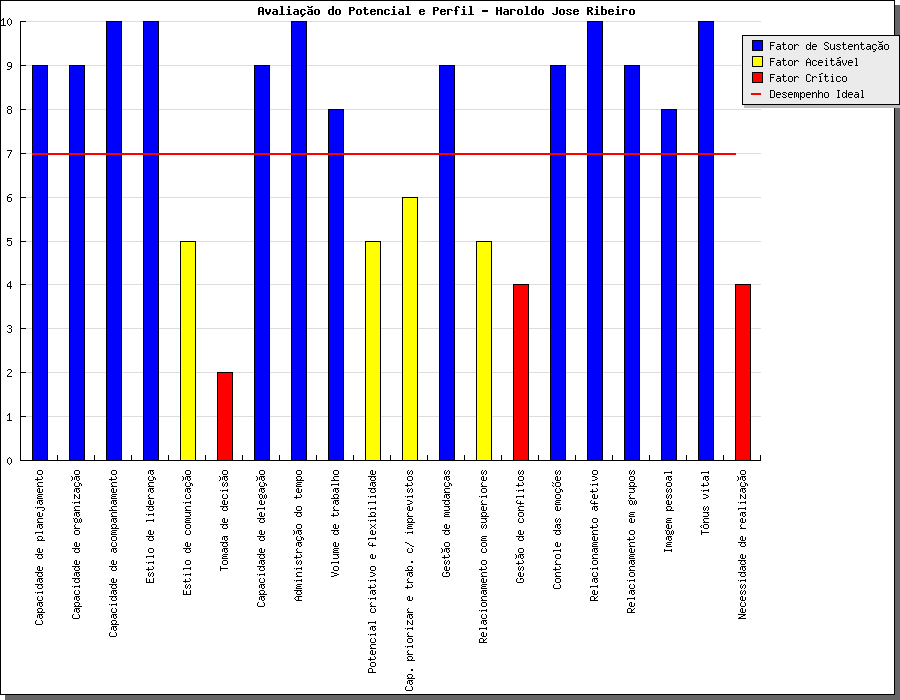 Avaliação do Potencial e Perfil - Haroldo Jose Ribeiro
Fator de Sustentação
Fator Aceitável
Fator Crítico
Desempenho Ideal
10
9
8
7
6
5
4
3
2
1
0
Capacidade de planejamento
Capacidade de organização
Capacidade de acompanhamento
Estilo de liderança
Estilo de comunicação
Tomada de decisão
Capacidade de delegação
Administração do tempo
Volume de trabalho
Potencial criativo e flexibilidade
Cap. priorizar e trab. c/ imprevistos
Gestão de mudanças
Relacionamento com superiores
Gestão de conflitos
Controle das emoções
Relacionamento afetivo
Relacionamento em grupos
Imagem pessoal
Tônus vital
Necessidade de realização